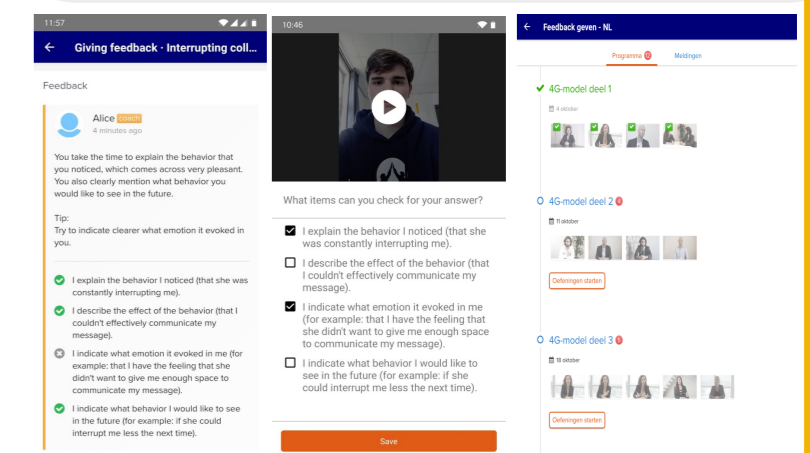 11:57
Giving feedback · Interrupting coll...
Feedback
Alice coach
4 minutes ago
You take the time to explain the behavior that
you noticed, which comes across very pleasant.
You also clearly mention what behavior you
would like to see in the future.
Tip:
Try to indicate clearer what emotion it evoked in
you.
I explain the behavior I noticed (that she was
constantly interrupting me).
I describe the effect of the behavior (that I
couldn't effectively communicate my
message).
I indicate what emotion it evoked in me (for
example: that I have the feeling that she
didn't want to give me enough space to
communicate my message).
I indicate what behavior I would like to see
in the future (for example: if she could
interrupt me less the next time).
10:46
What items can you check for your answer?
I explain the behavior I noticed (that she
was constantly interrupting me).
I describe the effect of the behavior (that
I couldn't effectively communicate my
message).
I indicate what emotion it evoked in me
(for example: that I have the feeling that
she didn't want to give me enough space
to communicate my message).
I indicate what behavior I would like to
see in the future (for example: if she
could interrupt me less the next time).
Save
Feedback geven - NL
Programma 12
Meldingen
4G-model deel 1
4 oktober
4G-model deel 2
11 oktober
Oefeningen starten
4G-model deel 3
18 oktober
Oefeningen starten